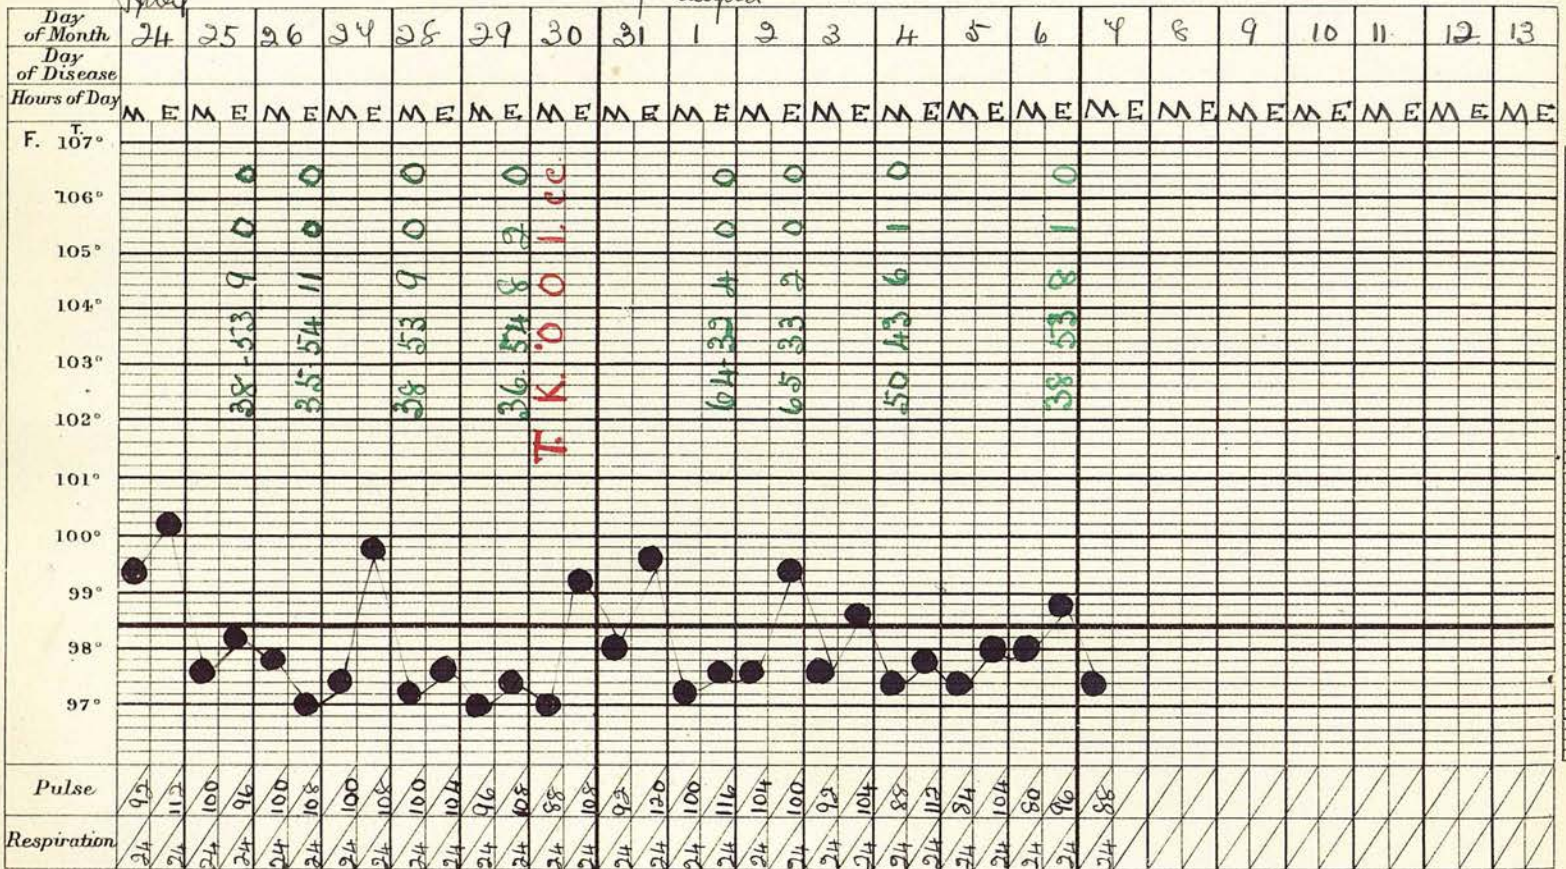 Day of Month 24 25 26 27 28 29 30 31 1 2 3 4 5 6 7 8 9 10 11 12 13
Day of Disease
Hours of Day M E M E M E M E M E M E M E M E M E M E M E M E M E M E M E M E M E M E M E M E M E
F. T.
107°
106°
105°
104°
103°
102°
101°
100°
99°
98°
97°
38-53 9 0 0
35-54 11 0 0
38 53 9 0 0
36 54 8 2 0
T. K. '001. cc.
64-32 4 0 0
65 33 2 0 0
50 43 6 1 0
38 53 8 1 0
Pulse 92 112 100 96 100 108 100 108 100 104 96 108 88 108 92 120 100 116 104 100 92 104 88 112 84 104 80 96 88
Respiration 24 24 24 24 24 24 24 24 24 24 24 24 24 24 24 24 24 24 24 24 24 24 24 24 24 24 24 24 24